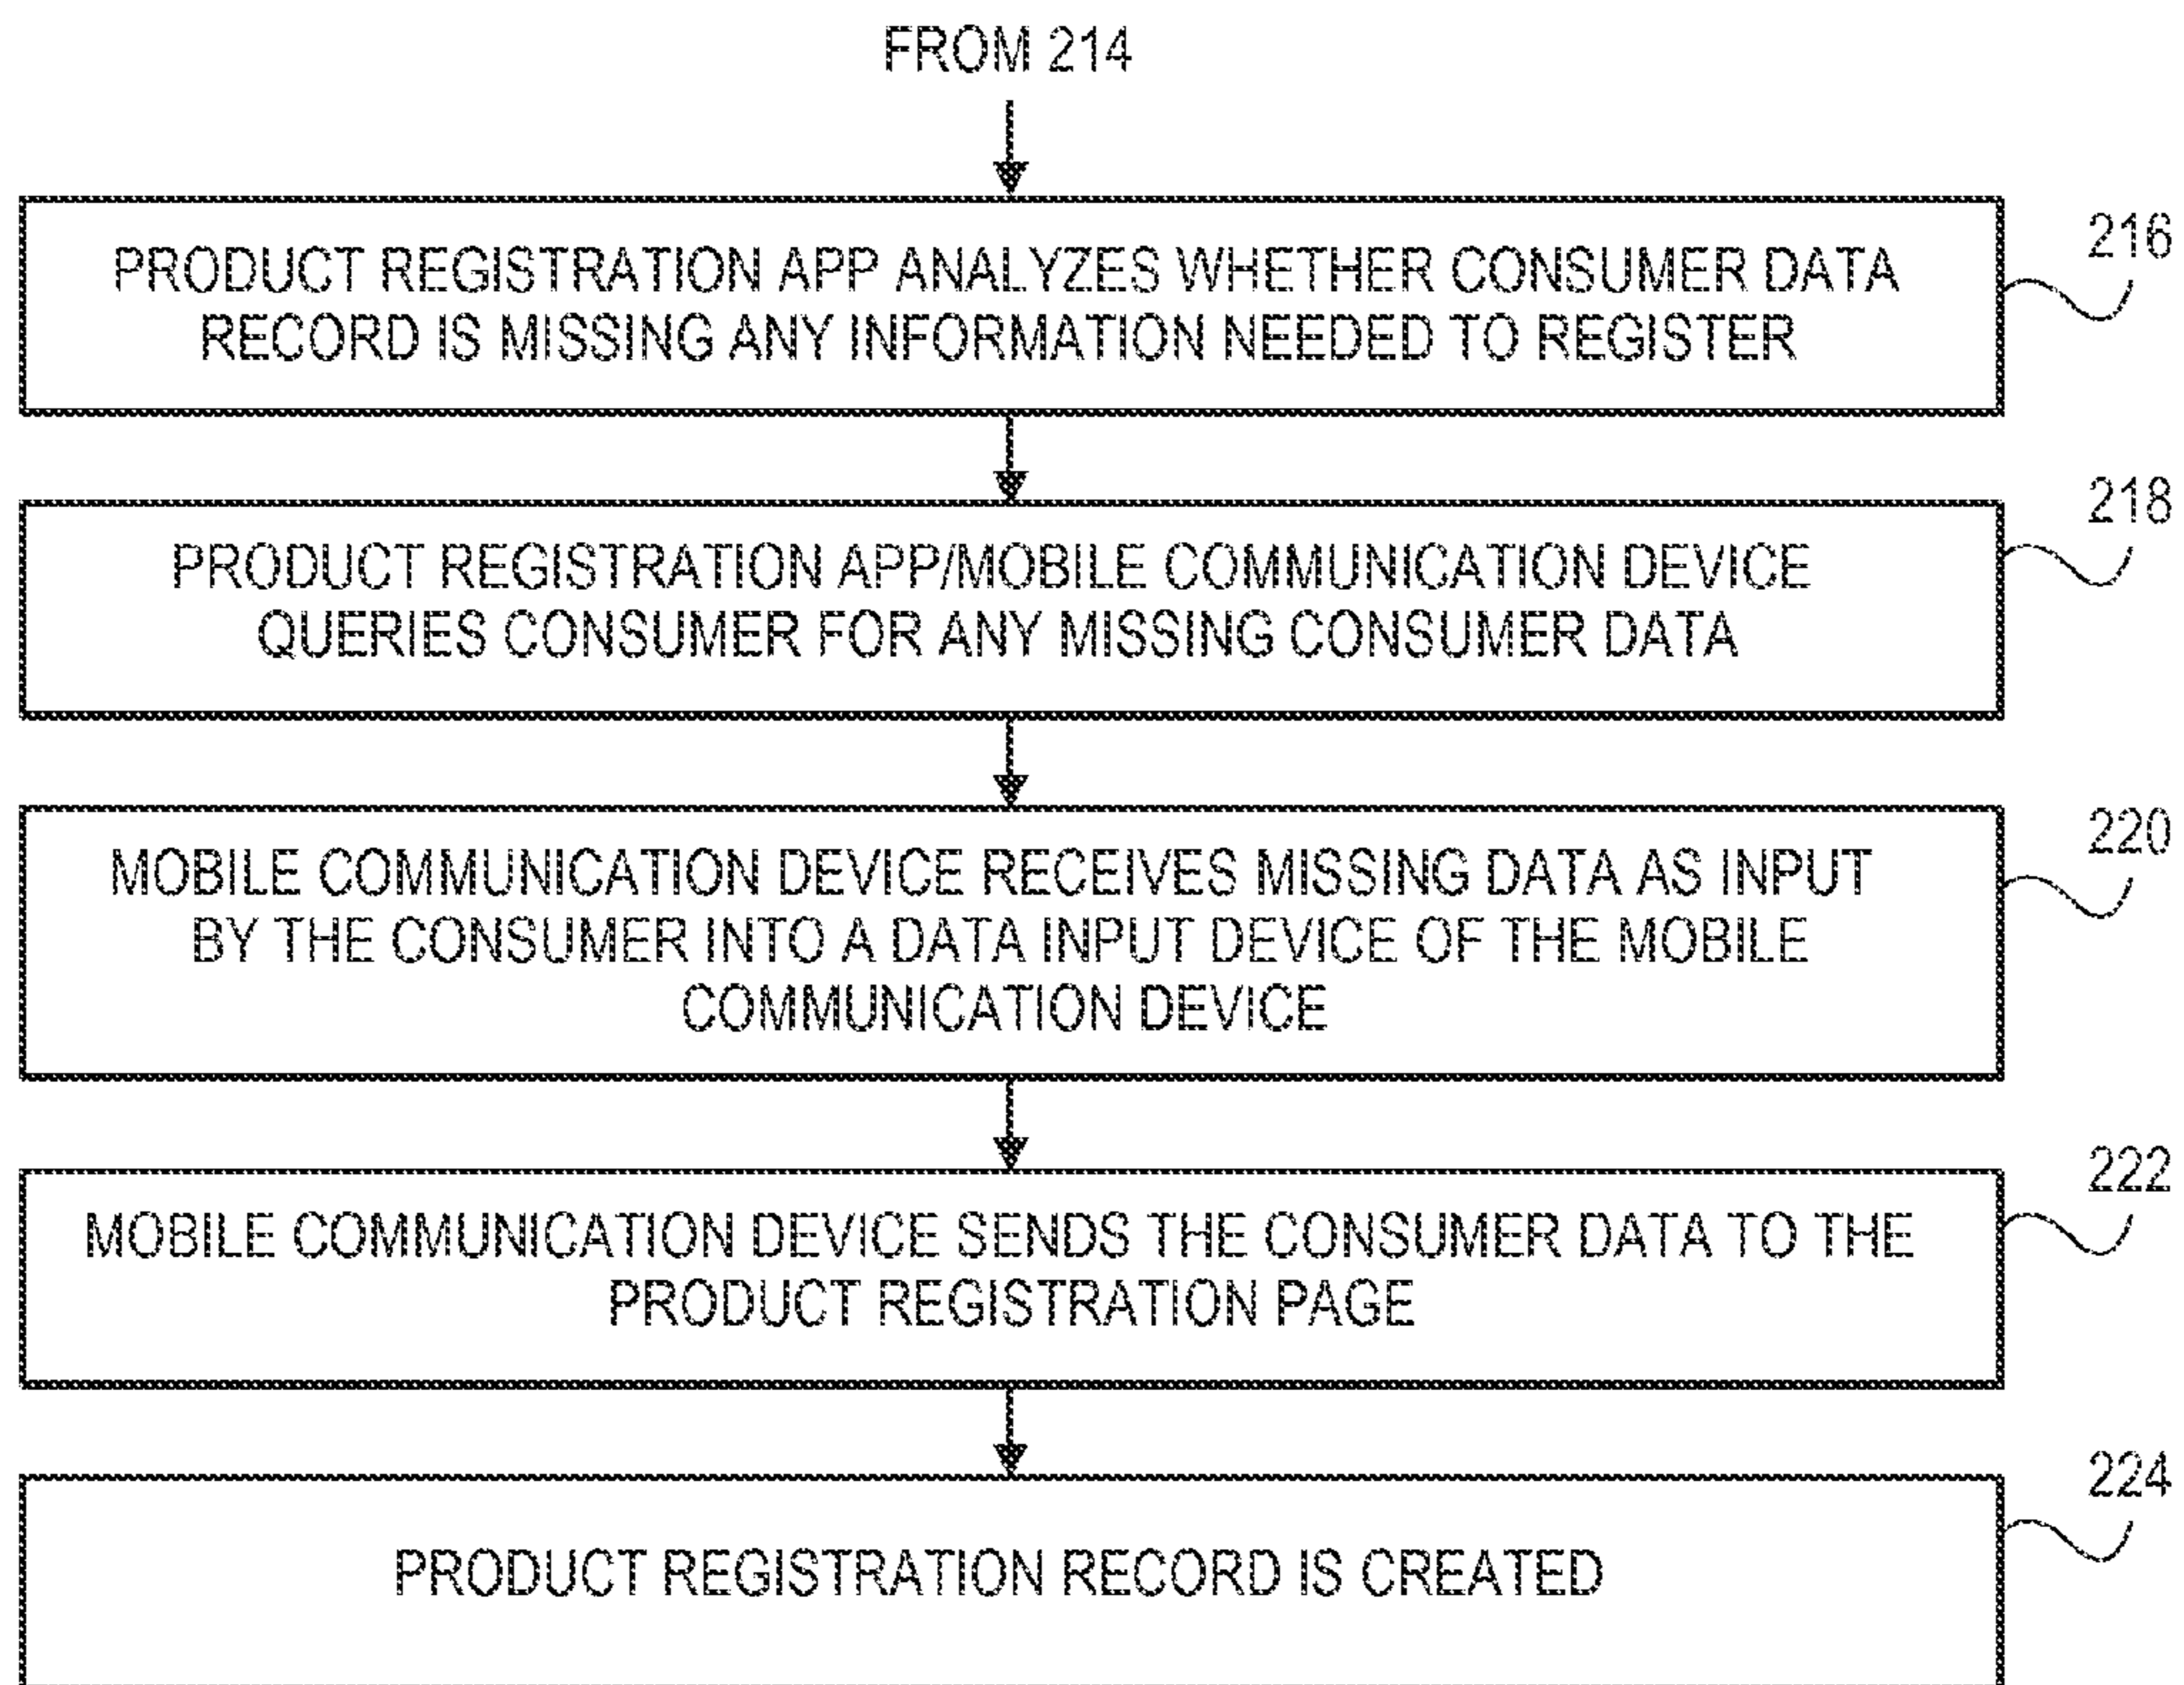 FROM 214
PRODUCT REGISTRATION APP ANALYZES WHETHER CONSUMER DATA
RECORD IS MISSING ANY INFORMATION NEEDED TO REGISTER
216
PRODUCT REGISTRATION APP/MOBILE COMMUNICATION DEVICE
QUERIES CONSUMER FOR ANY MISSING CONSUMER DATA
218
MOBILE COMMUNICATION DEVICE RECEIVES MISSING DATA AS INPUT
BY THE CONSUMER INTO A DATA INPUT DEVICE OF THE MOBILE
COMMUNICATION DEVICE
220
MOBILE COMMUNICATION DEVICE SENDS THE CONSUMER DATA TO THE
PRODUCT REGISTRATION PAGE
222
PRODUCT REGISTRATION RECORD IS CREATED
224